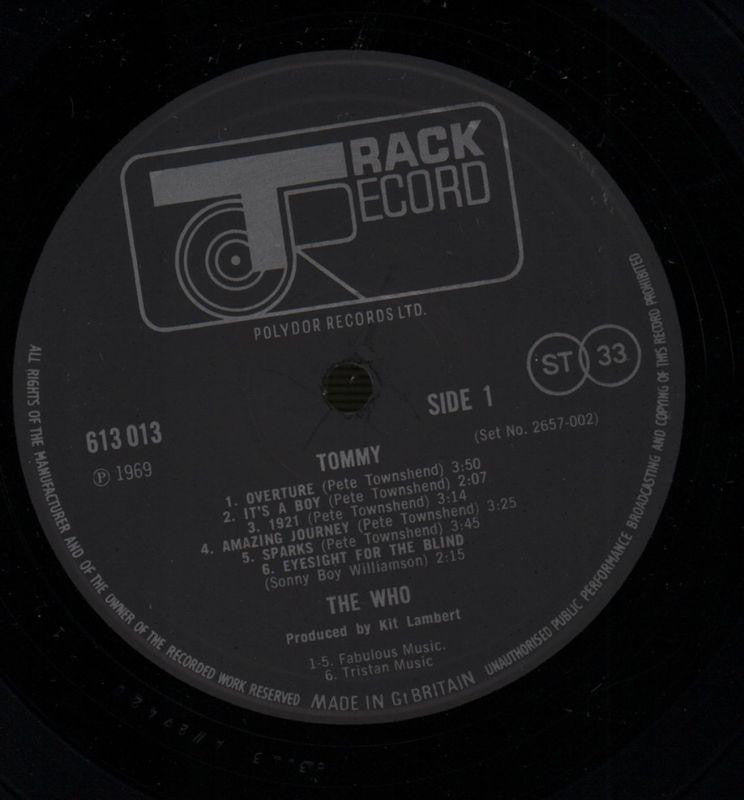 TRACK
RECORD
POLYDOR RECORDS LTD.
ST 33
SIDE 1
613 013
(Set No. 2657-002)
℗ 1969
TOMMY
1. OVERTURE (Pete Townshend) 3:50
2. IT'S A BOY (Pete Townshend) 2:07
3. 1921 (Pete Townshend) 3:14
4. AMAZING JOURNEY (Pete Townshend) 3:25
5. SPARKS (Pete Townshend) 3:45
6. EYESIGHT FOR THE BLIND
(Sonny Boy Williamson) 2:15
THE WHO
Produced by Kit Lambert
1-5. Fabulous Music.
6. Tristan Music
ALL RIGHTS OF THE MANUFACTURER AND OF THE OWNER OF THE RECORDED WORK RESERVED MADE IN Gt BRITAIN UNAUTHORISED PUBLIC PERFORMANCE BROADCASTING AND COPYING OF THIS RECORD PROHIBITED